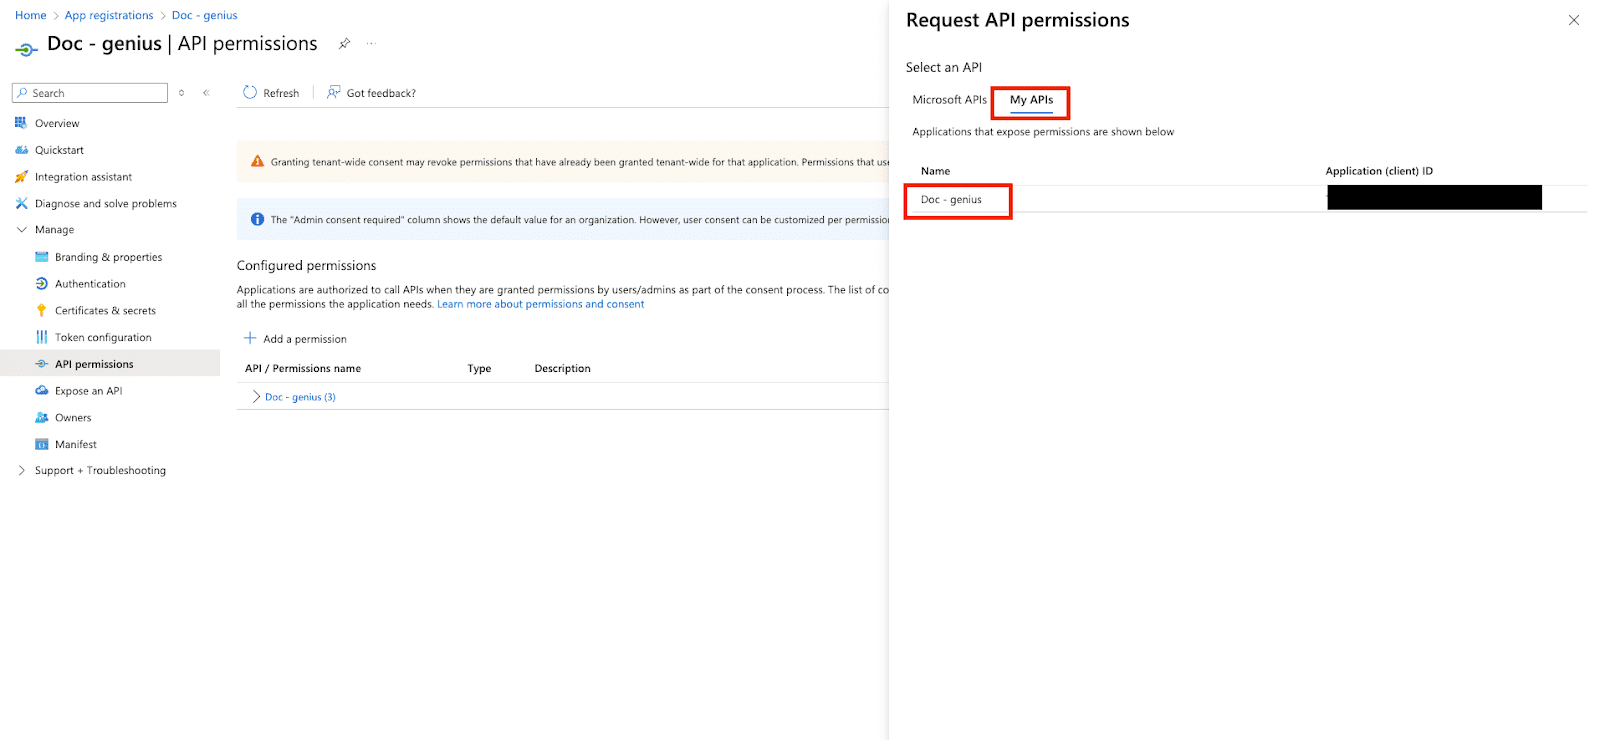 Home > App registrations > Doc - genius
Doc - genius | API permissions
Search
Overview
Quickstart
Integration assistant
Diagnose and solve problems
Manage
Branding & properties
Authentication
Certificates & secrets
Token configuration
API permissions
Expose an API
Owners
Manifest
Support + Troubleshooting
Refresh
Got feedback?
Granting tenant-wide consent may revoke permissions that have already been granted tenant-wide for that application. Permissions that use
The "Admin consent required" column shows the default value for an organization. However, user consent can be customized per permission
Configured permissions
Applications are authorized to call APIs when they are granted permissions by users/admins as part of the consent process. The list of co
all the permissions the application needs. Learn more about permissions and consent
Add a permission
API / Permissions name Type Description
Doc - genius (3)
Request API permissions
Select an API
Microsoft APIs My APIs
Applications that expose permissions are shown below
Name Application (client) ID
Doc - genius